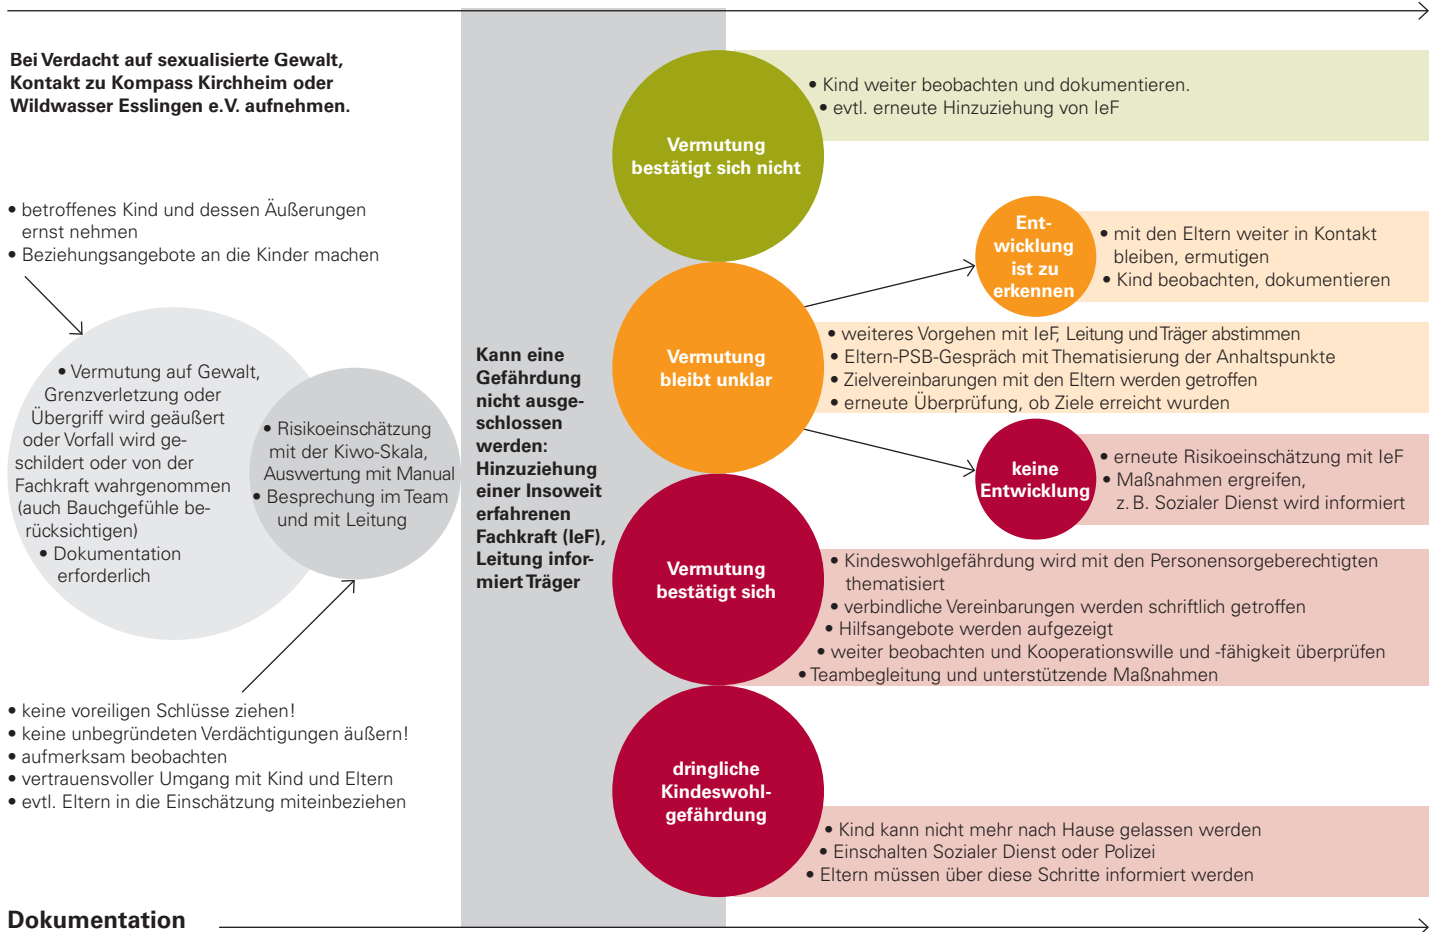 Bei Verdacht auf sexualisierte Gewalt,
Kontakt zu Kompass Kirchheim oder
Wildwasser Esslingen e.V. aufnehmen.
• betroffenes Kind und dessen Äußerungen
ernst nehmen
• Beziehungsangebote an die Kinder machen
• Vermutung auf Gewalt,
Grenzverletzung oder
Übergriff wird geäußert
oder Vorfall wird ge-
schildert oder von der
Fachkraft wahrgenommen
(auch Bauchgefühle be-
rücksichtigen)
• Dokumentation
erforderlich
• Risikoeinschätzung
mit der Kiwo-Skala,
Auswertung mit Manual
• Besprechung im Team
und mit Leitung
• keine voreiligen Schlüsse ziehen!
• keine unbegründeten Verdächtigungen äußern!
• aufmerksam beobachten
• vertrauensvoller Umgang mit Kind und Eltern
• evtl. Eltern in die Einschätzung miteinbeziehen
Kann eine
Gefährdung
nicht ausge-
schlossen
werden:
Hinzuziehung
einer Insoweit
erfahrenen
Fachkraft (IeF),
Leitung infor-
miert Träger
Vermutung
bestätigt sich nicht
• Kind weiter beobachten und dokumentieren.
• evtl. erneute Hinzuziehung von IeF
Vermutung
bleibt unklar
Ent-
wicklung
ist zu
erkennen
• mit den Eltern weiter in Kontakt
bleiben, ermutigen
• Kind beobachten, dokumentieren
• weiteres Vorgehen mit IeF, Leitung und Träger abstimmen
• Eltern-PSB-Gespräch mit Thematisierung der Anhaltspunkte
• Zielvereinbarungen mit den Eltern werden getroffen
• erneute Überprüfung, ob Ziele erreicht wurden
keine
Entwicklung
• erneute Risikoeinschätzung mit IeF
• Maßnahmen ergreifen,
z. B. Sozialer Dienst wird informiert
Vermutung
bestätigt sich
• Kindeswohlgefährdung wird mit den Personensorgeberechtigten
thematisiert
• verbindliche Vereinbarungen werden schriftlich getroffen
• Hilfsangebote werden aufgezeigt
• weiter beobachten und Kooperationswille und -fähigkeit überprüfen
• Teambegleitung und unterstützende Maßnahmen
dringliche
Kindeswohl-
gefährdung
• Kind kann nicht mehr nach Hause gelassen werden
• Einschalten Sozialer Dienst oder Polizei
• Eltern müssen über diese Schritte informiert werden
Dokumentation